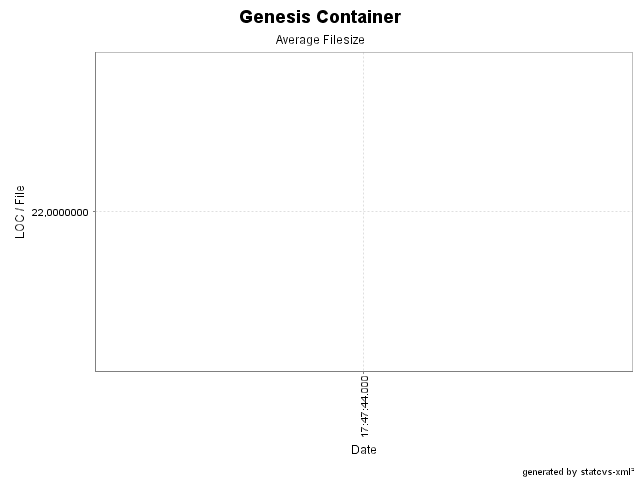 Genesis Container
Average Filesize
LOC / File
22,0000000
17:47:44.000
Date
generated by statcvs-xml²